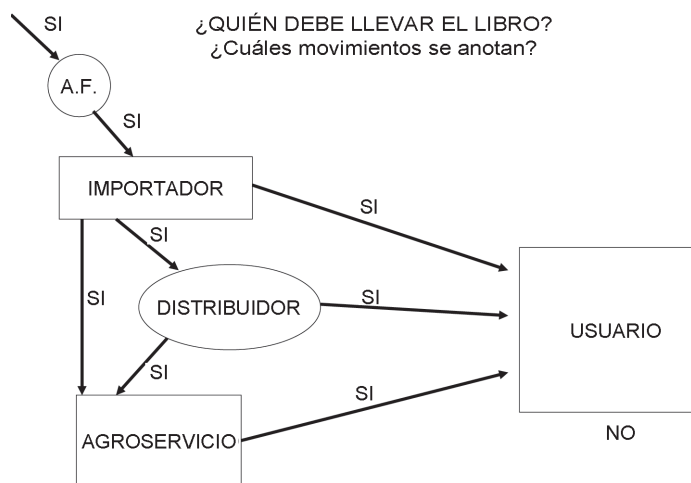 ¿QUIÉN DEBE LLEVAR EL LIBRO?
¿Cuáles movimientos se anotan?
SI
A.F.
SI
IMPORTADOR
SI
SI
SI
DISTRIBUIDOR
SI
USUARIO
SI
SI
AGROSERVICIO
NO